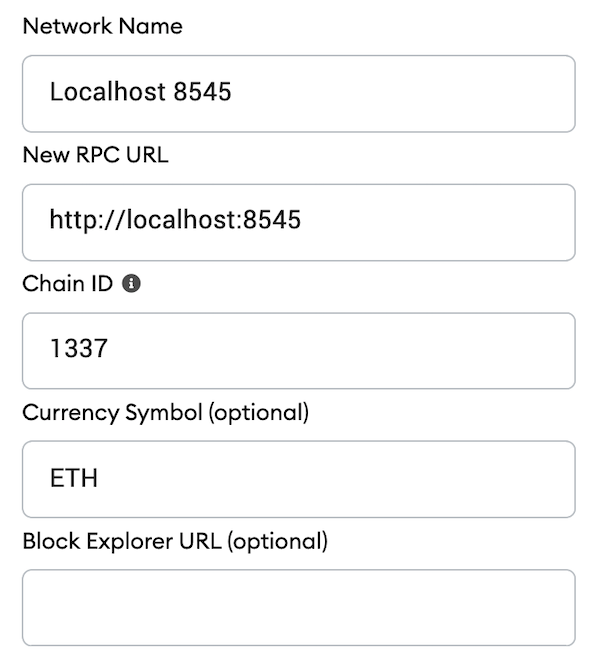 Network Name
Localhost 8545
New RPC URL
http://localhost:8545
Chain ID
1337
Currency Symbol (optional)
ETH
Block Explorer URL (optional)